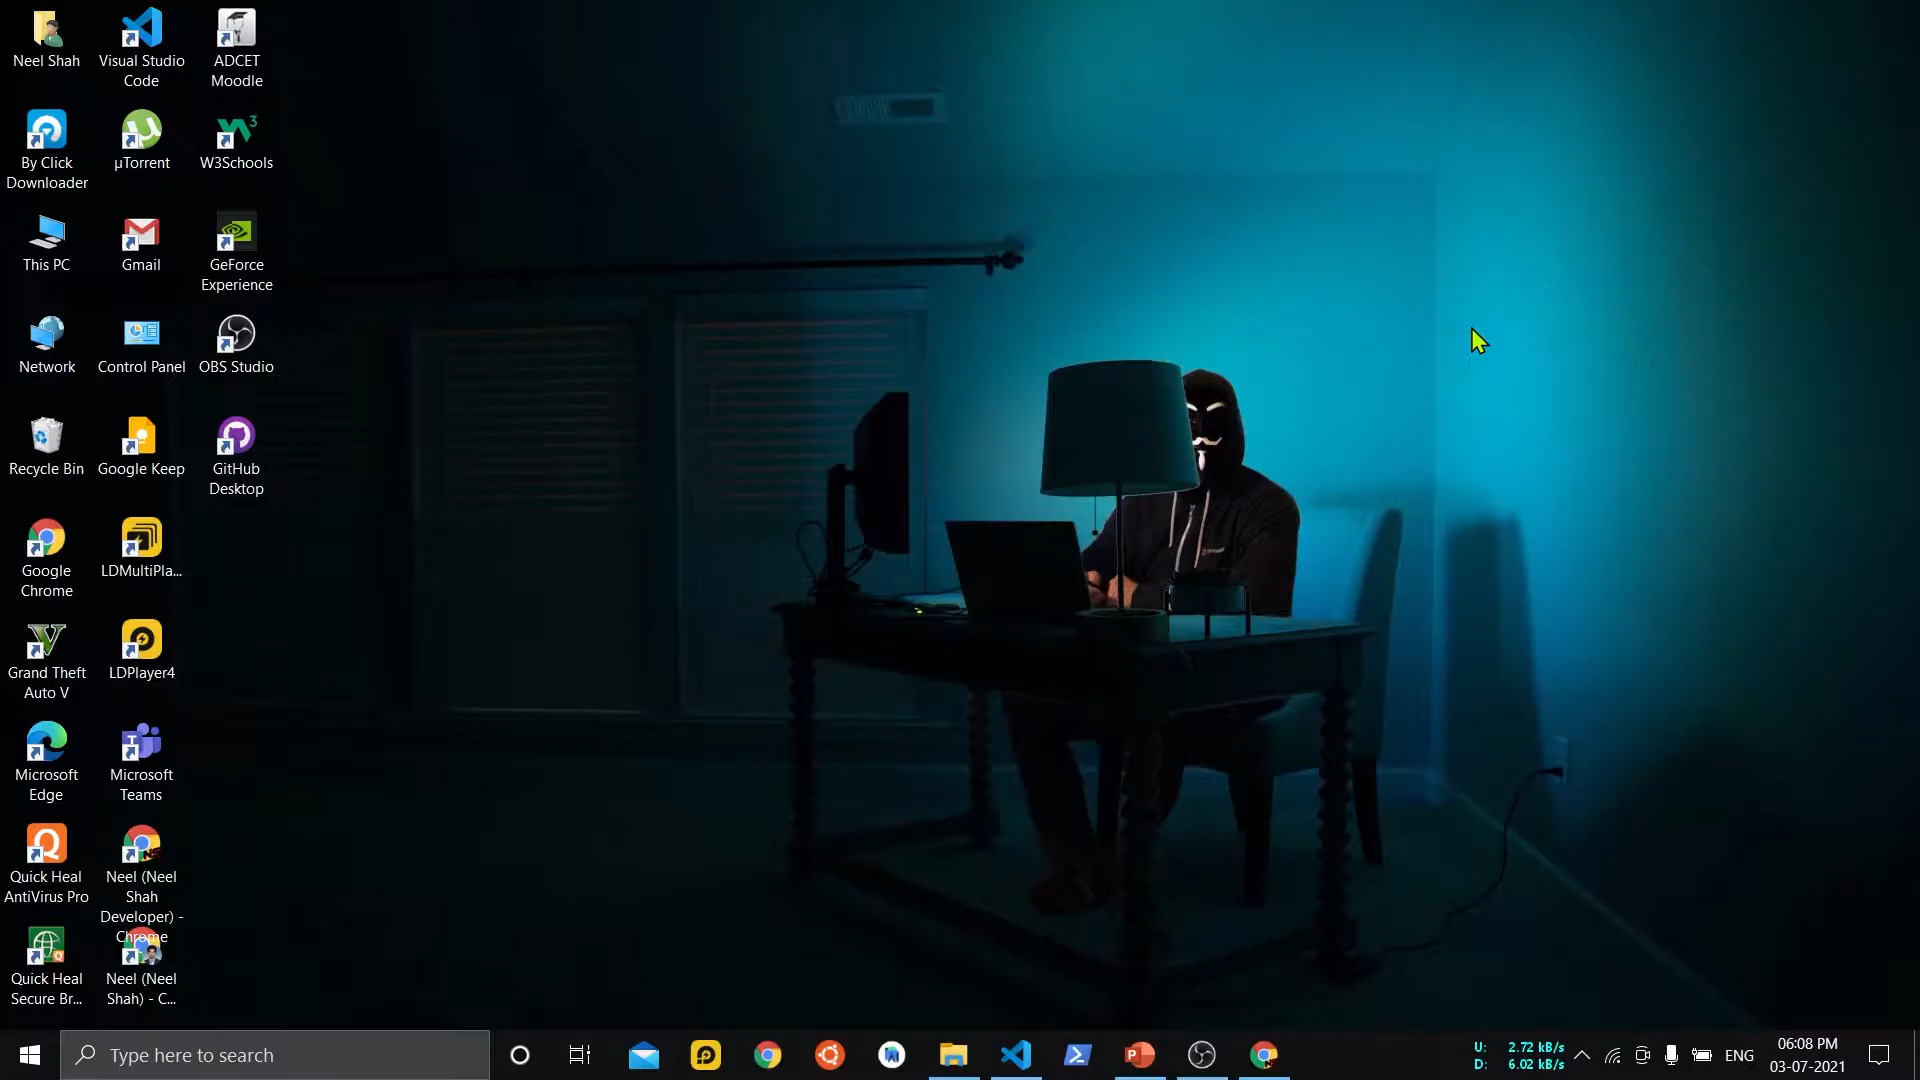 Neel Shah
Visual Studio
Code
ADCET
Moodle
By Click
Downloader
µTorrent
W3Schools
This PC
Gmail
GeForce
Experience
Network
Control Panel
OBS Studio
Recycle Bin
Google Keep
GitHub
Desktop
Google
Chrome
LDMultiPla...
Grand Theft
Auto V
LDPlayer4
Microsoft
Edge
Microsoft
Teams
Quick Heal
AntiVirus Pro
Neel (Neel
Shah
Developer) -
Chrome
Quick Heal
Secure Br...
Neel (Neel
Shah) - C...
Type here to search
U: 2.72 kB/s
D: 6.02 kB/s
ENG
06:08 PM
03-07-2021